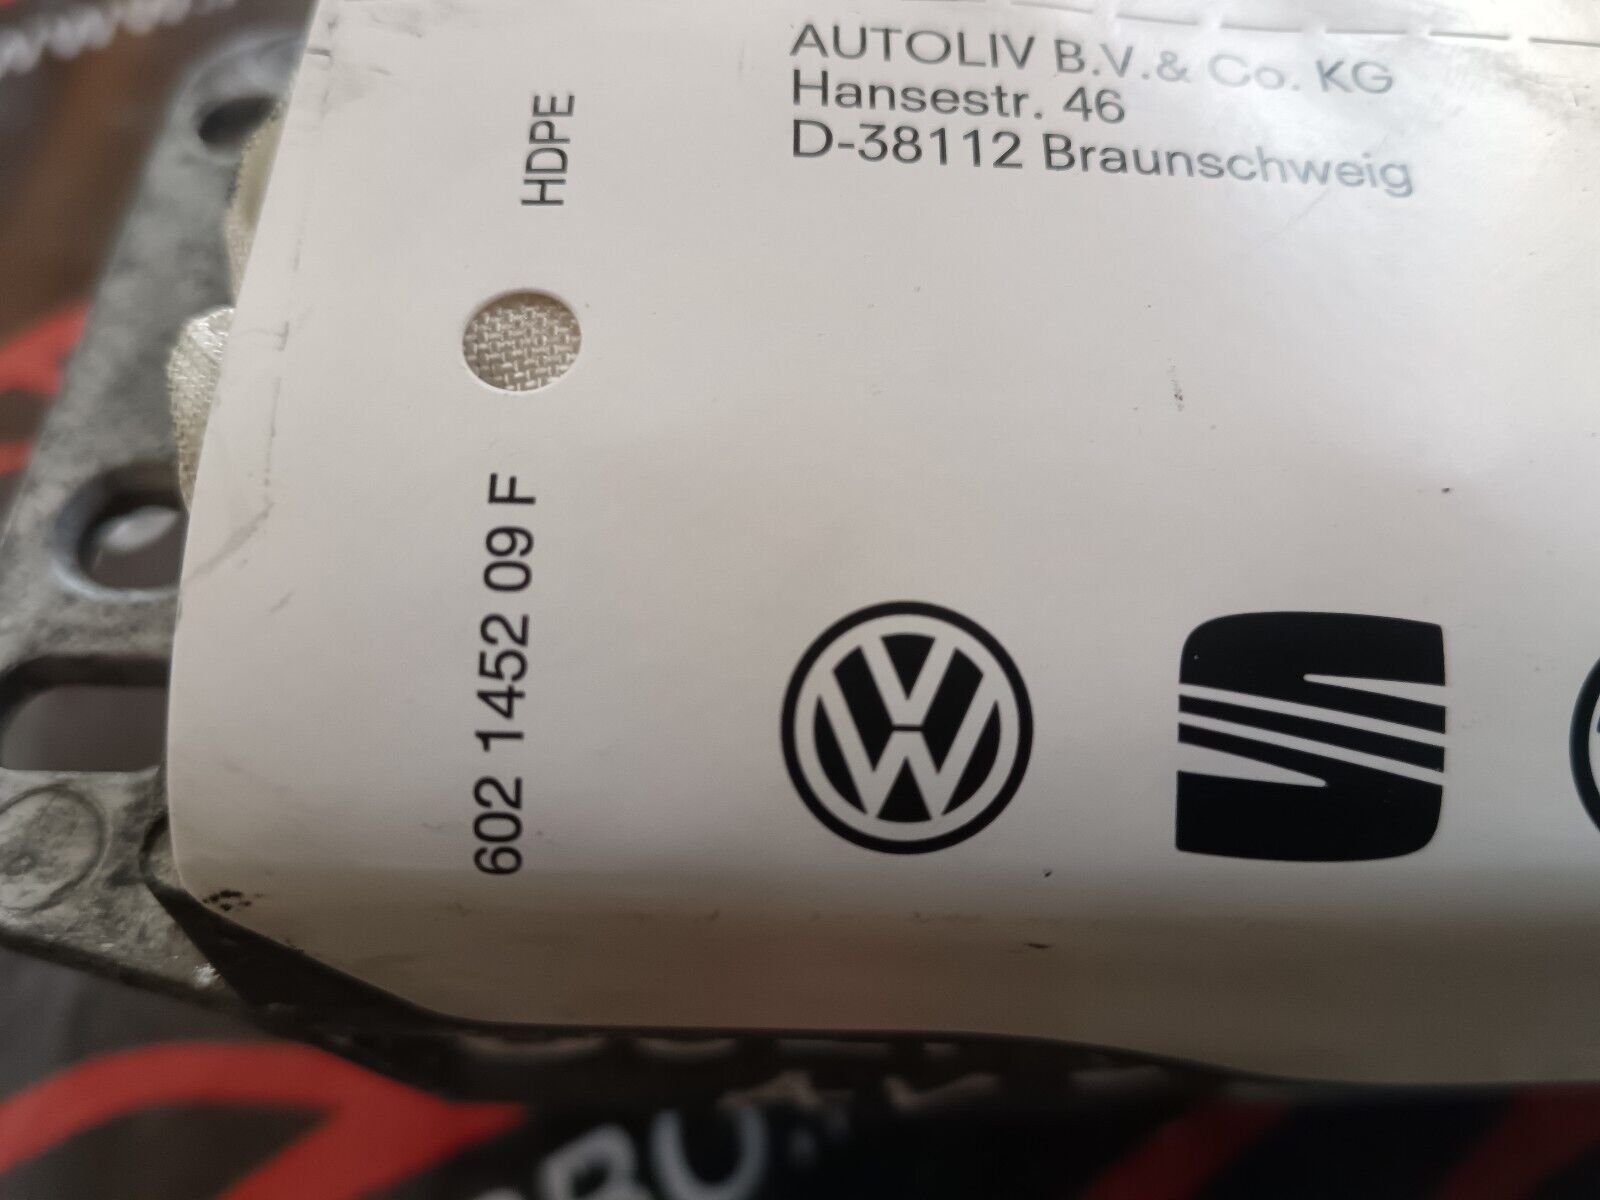 AUTOLIV B.V.& Co. KG
Hansestr. 46
D-38112 Braunschweig
HDPE
602 1452 09 F